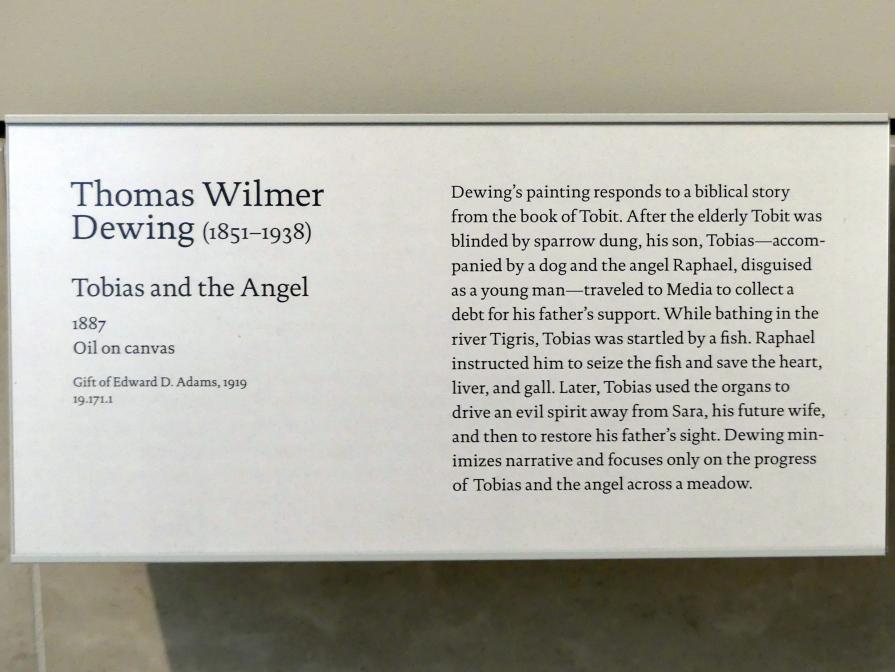 Thomas Wilmer
Dewing (1851–1938)
Tobias and the Angel
1887
Oil on canvas
Gift of Edward D. Adams, 1919
19.171.1
Dewing’s painting responds to a biblical story
from the book of Tobit. After the elderly Tobit was
blinded by sparrow dung, his son, Tobias—accom-
panied by a dog and the angel Raphael, disguised
as a young man—traveled to Media to collect a
debt for his father’s support. While bathing in the
river Tigris, Tobias was startled by a fish. Raphael
instructed him to seize the fish and save the heart,
liver, and gall. Later, Tobias used the organs to
drive an evil spirit away from Sara, his future wife,
and then to restore his father’s sight. Dewing min-
imizes narrative and focuses only on the progress
of Tobias and the angel across a meadow.